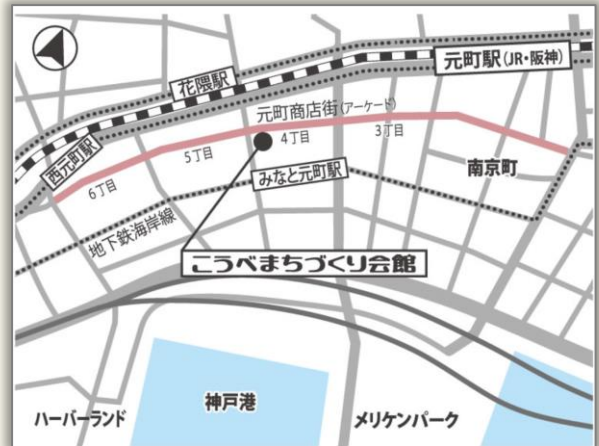 元町駅(JR・阪神)
花隈駅
元町商店街(アーケード)
西元町駅
6丁目
5丁目
4丁目
3丁目
みなと元町駅
南京町
地下鉄海岸線
こうべまちづくり会館
ハーバーランド
神戸港
メリケンパーク